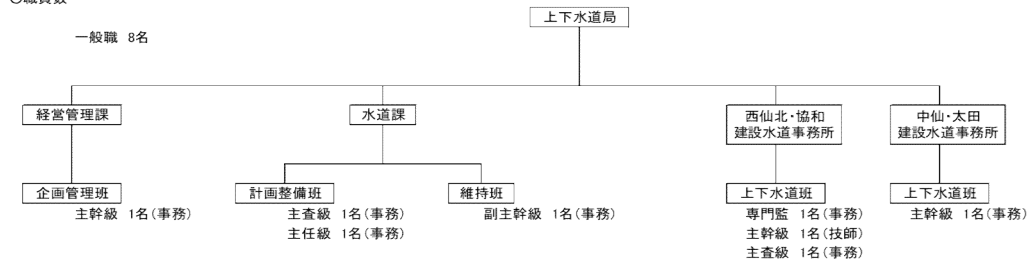 ○職員数
上下水道局
一般職 8名
経営管理課
水道課
西仙北・協和
建設水道事務所
中仙・太田
建設水道事務所
企画管理班
主幹級 1名(事務)
計画整備班
主査級 1名(事務)
主任級 1名(事務)
維持班
副主幹級 1名(事務)
上下水道班
専門監 1名(事務)
主幹級 1名(技師)
主査級 1名(事務)
上下水道班
主幹級 1名(事務)